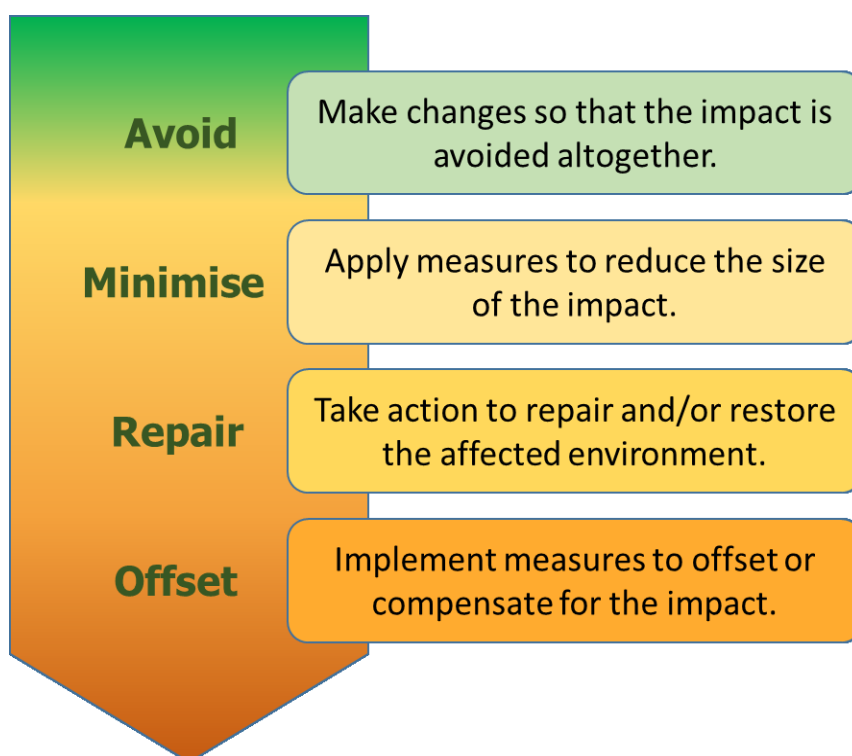 Avoid
Make changes so that the impact is
avoided altogether.
Minimise
Apply measures to reduce the size
of the impact.
Repair
Take action to repair and/or restore
the affected environment.
Offset
Implement measures to offset or
compensate for the impact.